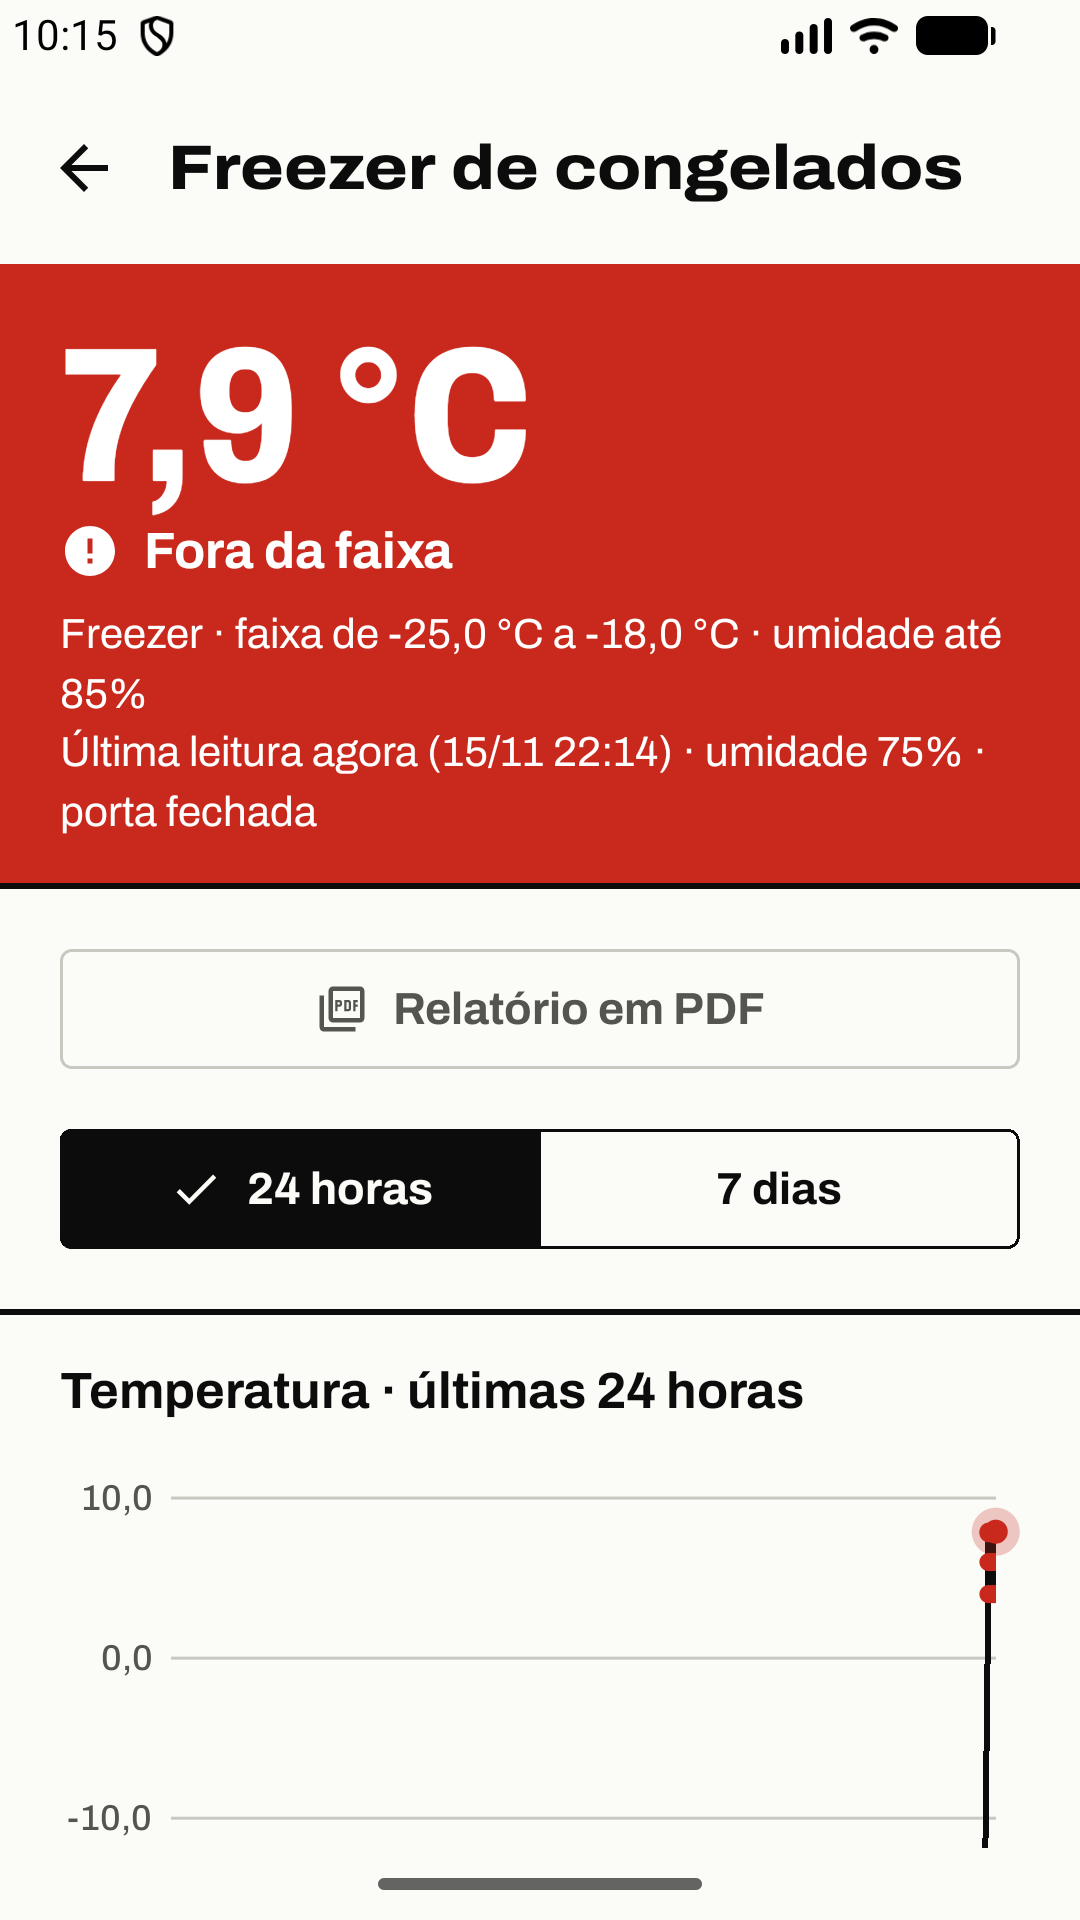 10:15
Freezer de congelados
7,9 °C
Fora da faixa
Freezer · faixa de -25,0 °C a -18,0 °C · umidade até
85%
Última leitura agora (15/11 22:14) · umidade 75% ·
porta fechada
PDF Relatório em PDF
24 horas
7 dias
Temperatura · últimas 24 horas
10,0
0,0
-10,0